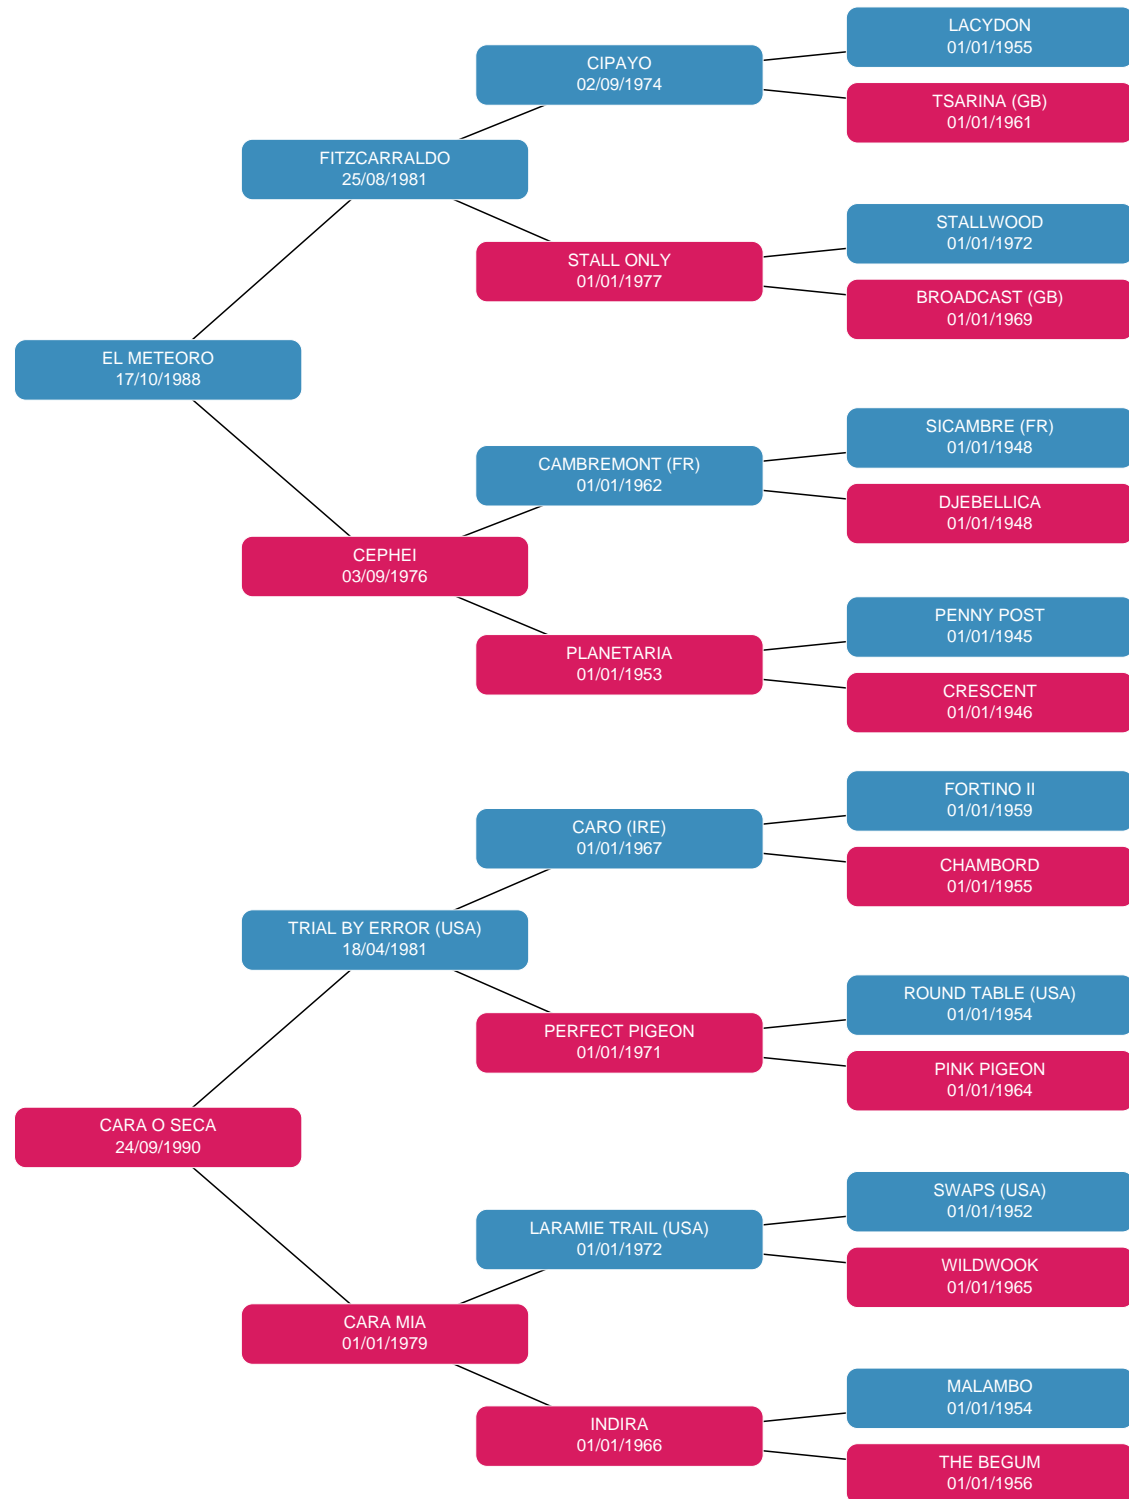 LACYDON
01/01/1955
CIPAYO
02/09/1974
TSARINA (GB)
01/01/1961
FITZCARRALDO
25/08/1981
STALLWOOD
01/01/1972
STALL ONLY
01/01/1977
BROADCAST (GB)
01/01/1969
EL METEORO
17/10/1988
SICAMBRE (FR)
01/01/1948
CAMBREMONT (FR)
01/01/1962
DJEBELLICA
01/01/1948
CEPHEI
03/09/1976
PENNY POST
01/01/1945
PLANETARIA
01/01/1953
CRESCENT
01/01/1946
FORTINO II
01/01/1959
CARO (IRE)
01/01/1967
CHAMBORD
01/01/1955
TRIAL BY ERROR (USA)
18/04/1981
ROUND TABLE (USA)
01/01/1954
PERFECT PIGEON
01/01/1971
PINK PIGEON
01/01/1964
CARA O SECA
24/09/1990
SWAPS (USA)
01/01/1952
LARAMIE TRAIL (USA)
01/01/1972
WILDWOOK
01/01/1965
CARA MIA
01/01/1979
MALAMBO
01/01/1954
INDIRA
01/01/1966
THE BEGUM
01/01/1956